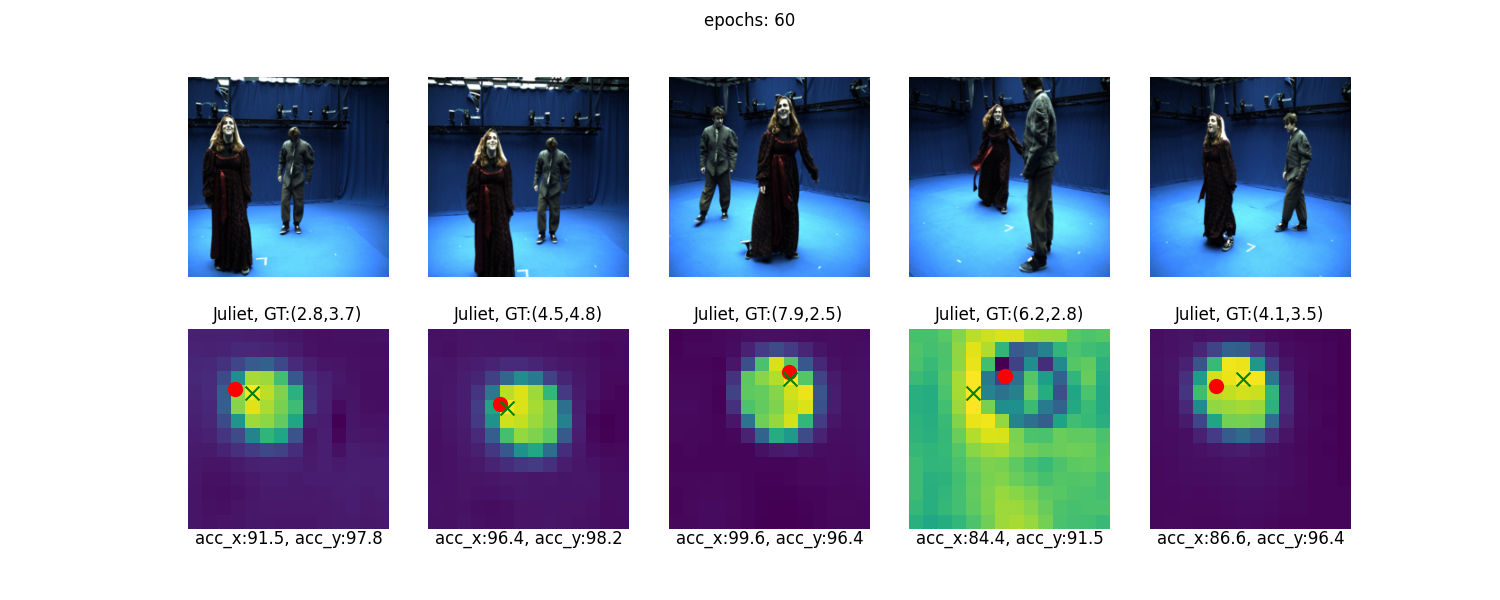 epochs: 60
Juliet, GT:(2.8,3.7)
Juliet, GT:(4.5,4.8)
Juliet, GT:(7.9,2.5)
Juliet, GT:(6.2,2.8)
Juliet, GT:(4.1,3.5)
acc_x:91.5, acc_y:97.8
acc_x:96.4, acc_y:98.2
acc_x:99.6, acc_y:96.4
acc_x:84.4, acc_y:91.5
acc_x:86.6, acc_y:96.4